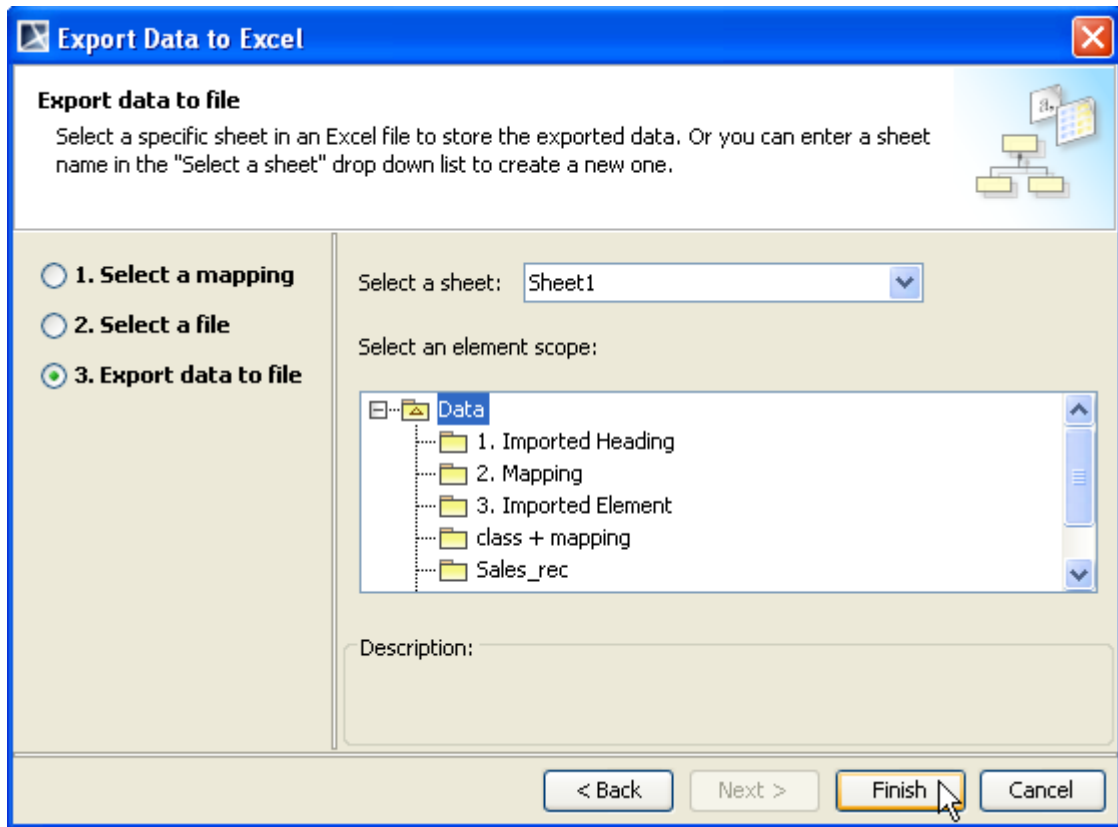 Export Data to Excel
Export data to file
Select a specific sheet in an Excel file to store the exported data. Or you can enter a sheet
name in the "Select a sheet" drop down list to create a new one.
a,
1. Select a mapping
2. Select a file
3. Export data to file
Select a sheet: Sheet1
Select an element scope:
Data
1. Imported Heading
2. Mapping
3. Imported Element
class + mapping
Sales_rec
Description:
< Back Next > Finish Cancel